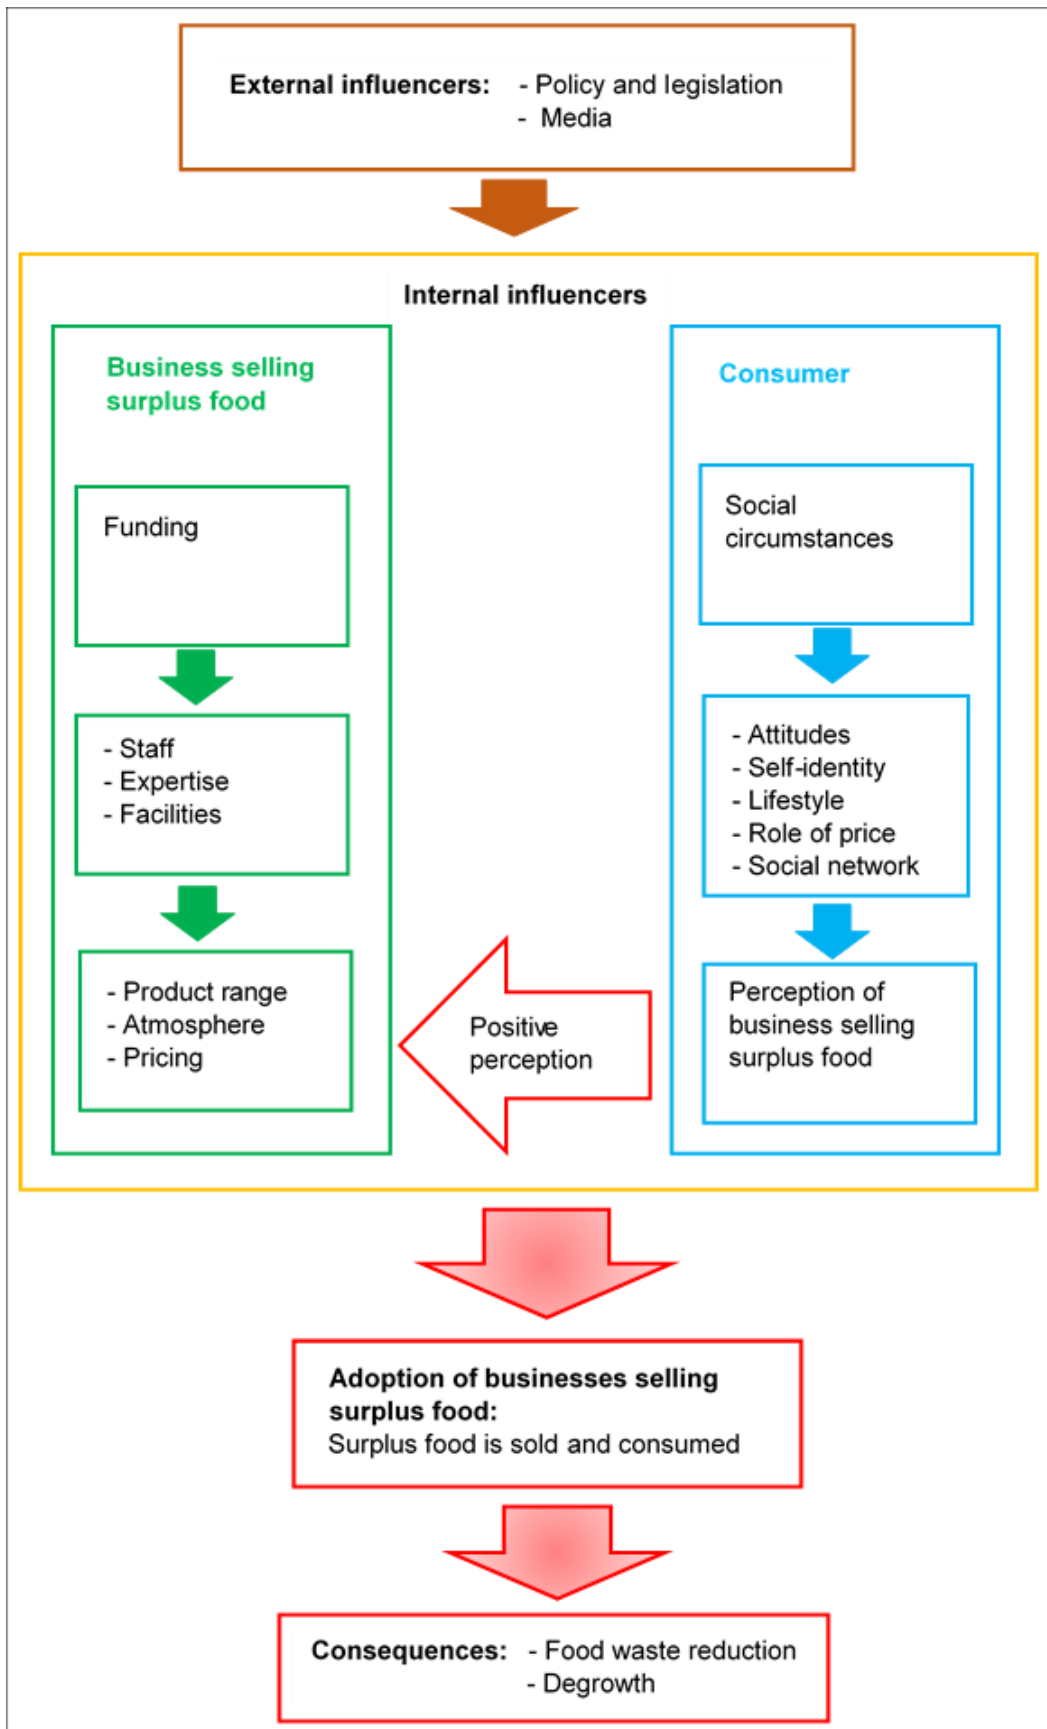 External influencers: - Policy and legislation
- Media
Internal influencers
Business selling
surplus food
Funding
- Staff
- Expertise
- Facilities
- Product range
- Atmosphere
- Pricing
Positive
perception
Consumer
Social
circumstances
- Attitudes
- Self-identity
- Lifestyle
- Role of price
- Social network
Perception of
business selling
surplus food
Adoption of businesses selling
surplus food:
Surplus food is sold and consumed
Consequences: - Food waste reduction
- Degrowth